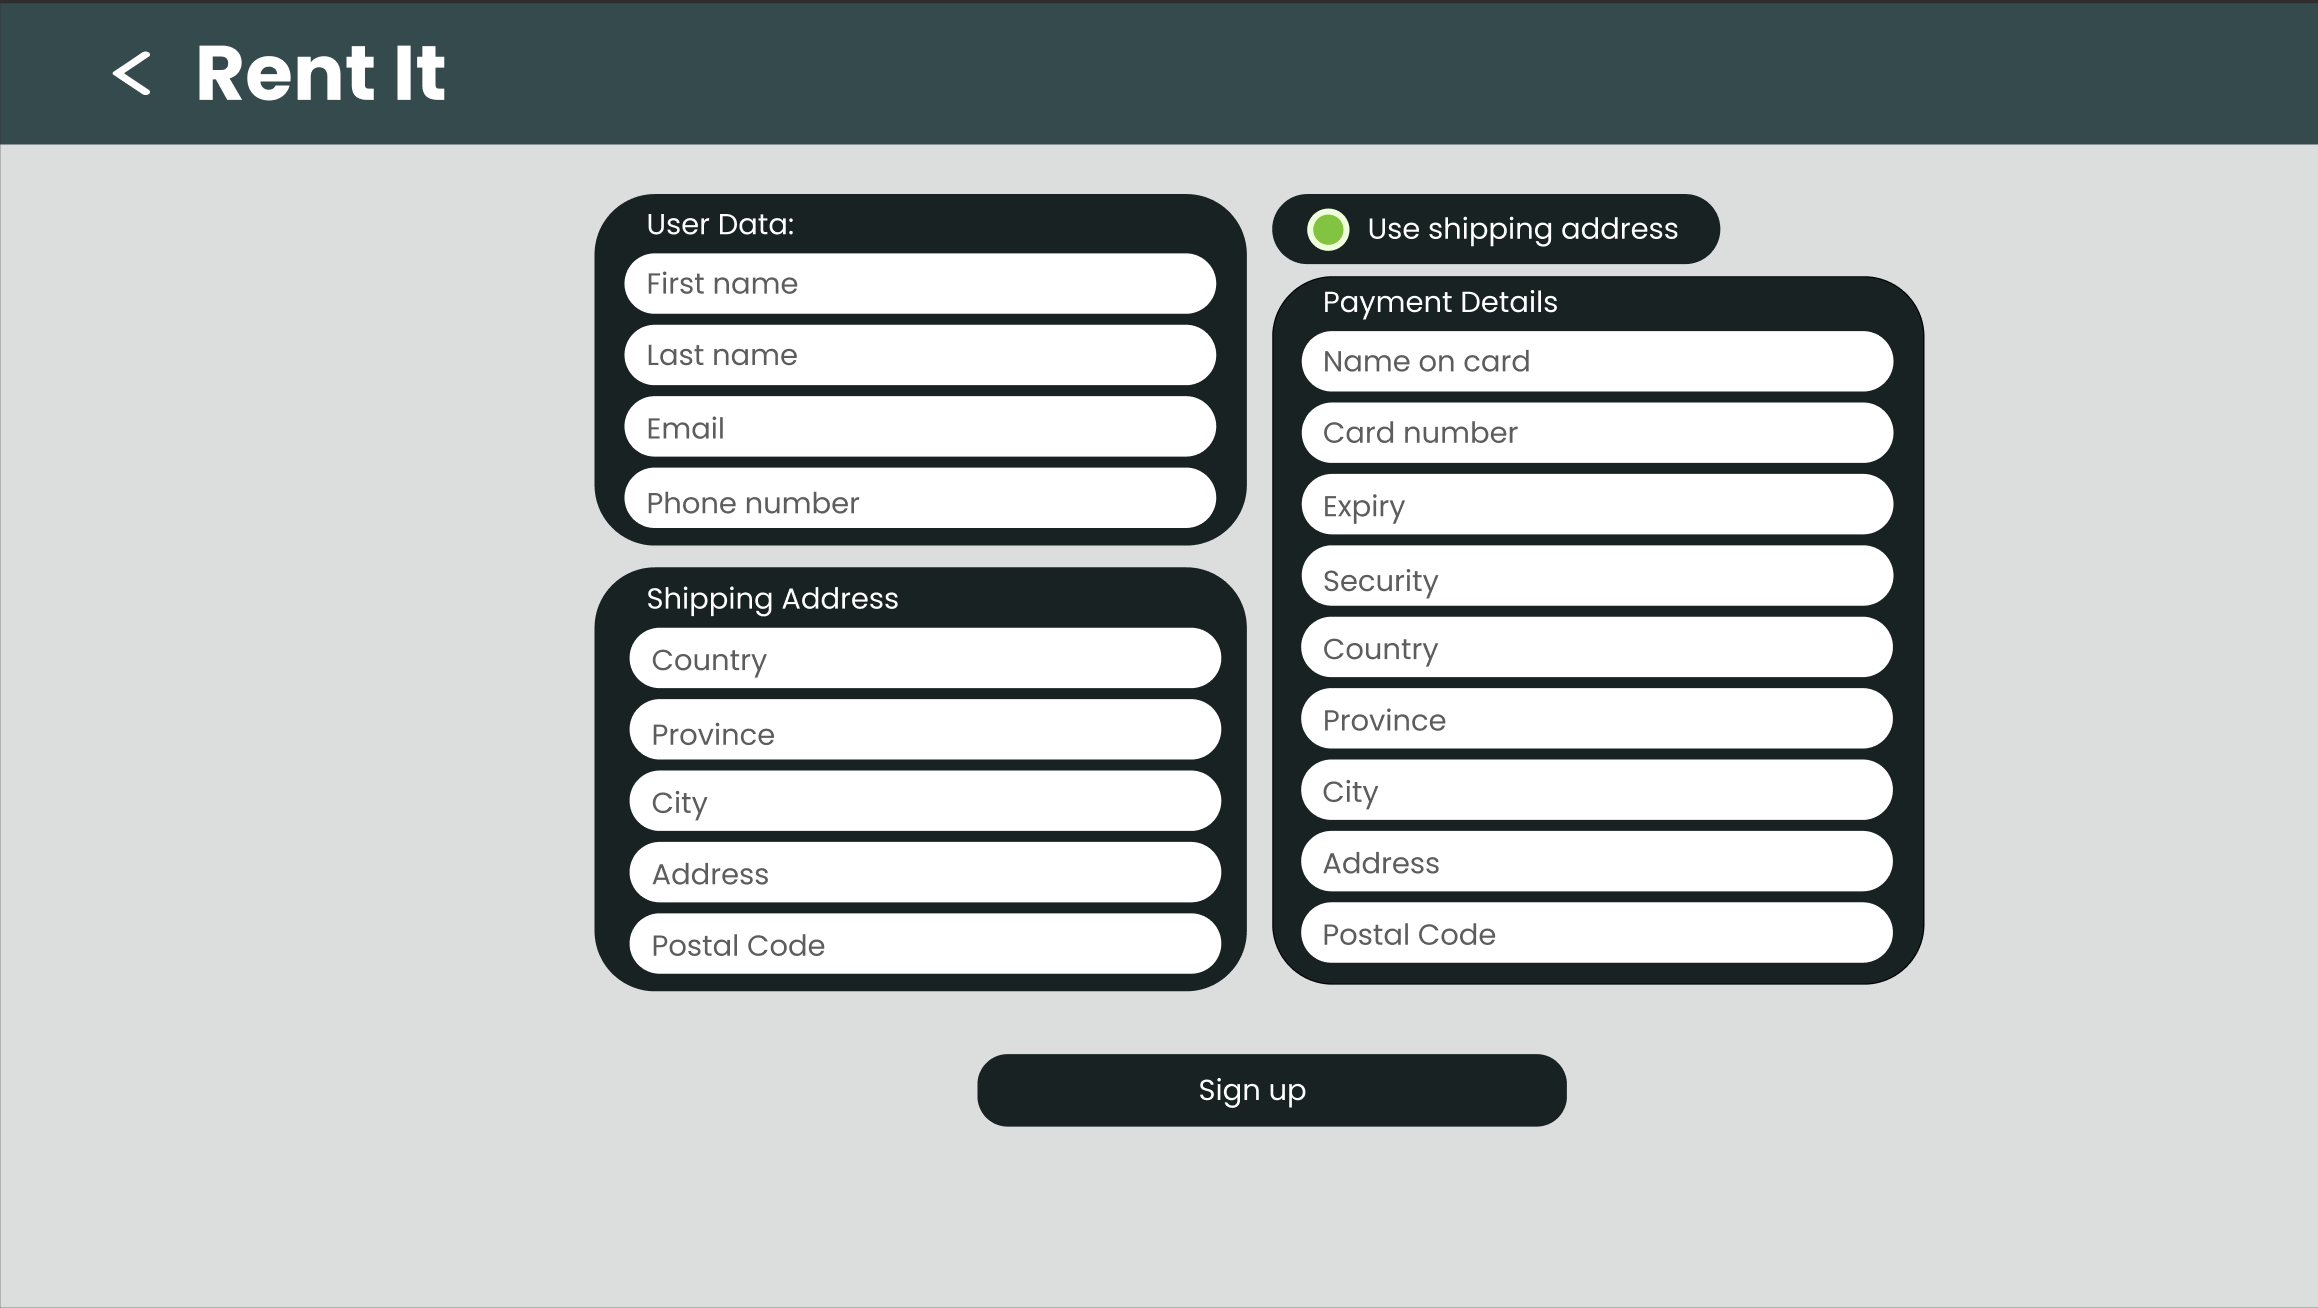 < Rent It
User Data:
First name
Last name
Email
Phone number
Shipping Address
Country
Province
City
Address
Postal Code
Use shipping address
Payment Details
Name on card
Card number
Expiry
Security
Country
Province
City
Address
Postal Code
Sign up